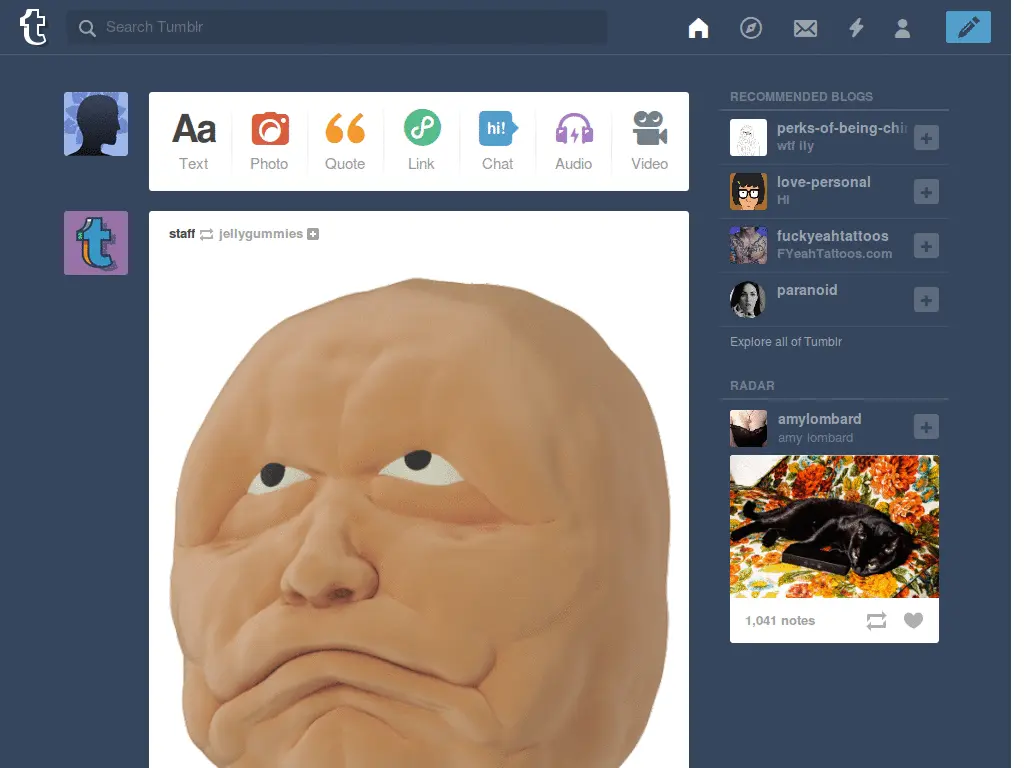 Search Tumblr
Aa
Text
Photo
Quote
Link
hi!
Chat
Audio
Video
staff jellygummies
RECOMMENDED BLOGS
perks-of-being-chi
wtf ily
love-personal
HI
fuckyeahtattoos
FYeahTattoos.com
paranoid
Explore all of Tumblr
RADAR
amylombard
amy lombard
1,041 notes